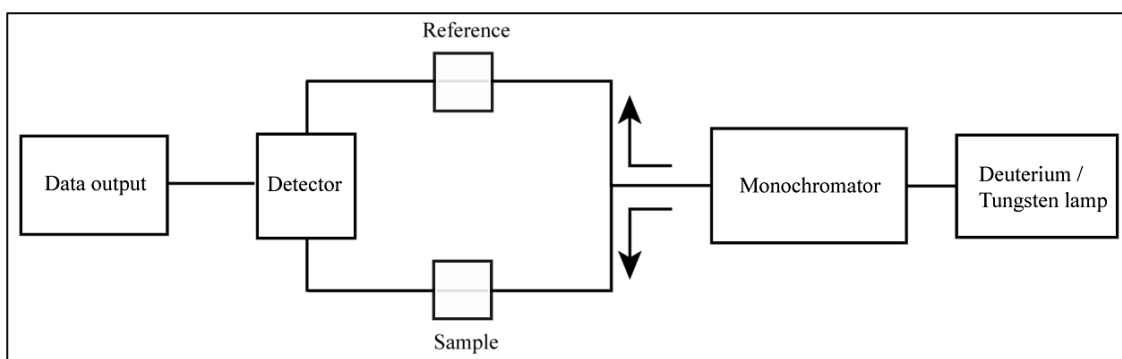 Reference
Data output
Detector
Monochromator
Deuterium /
Tungsten lamp
Sample